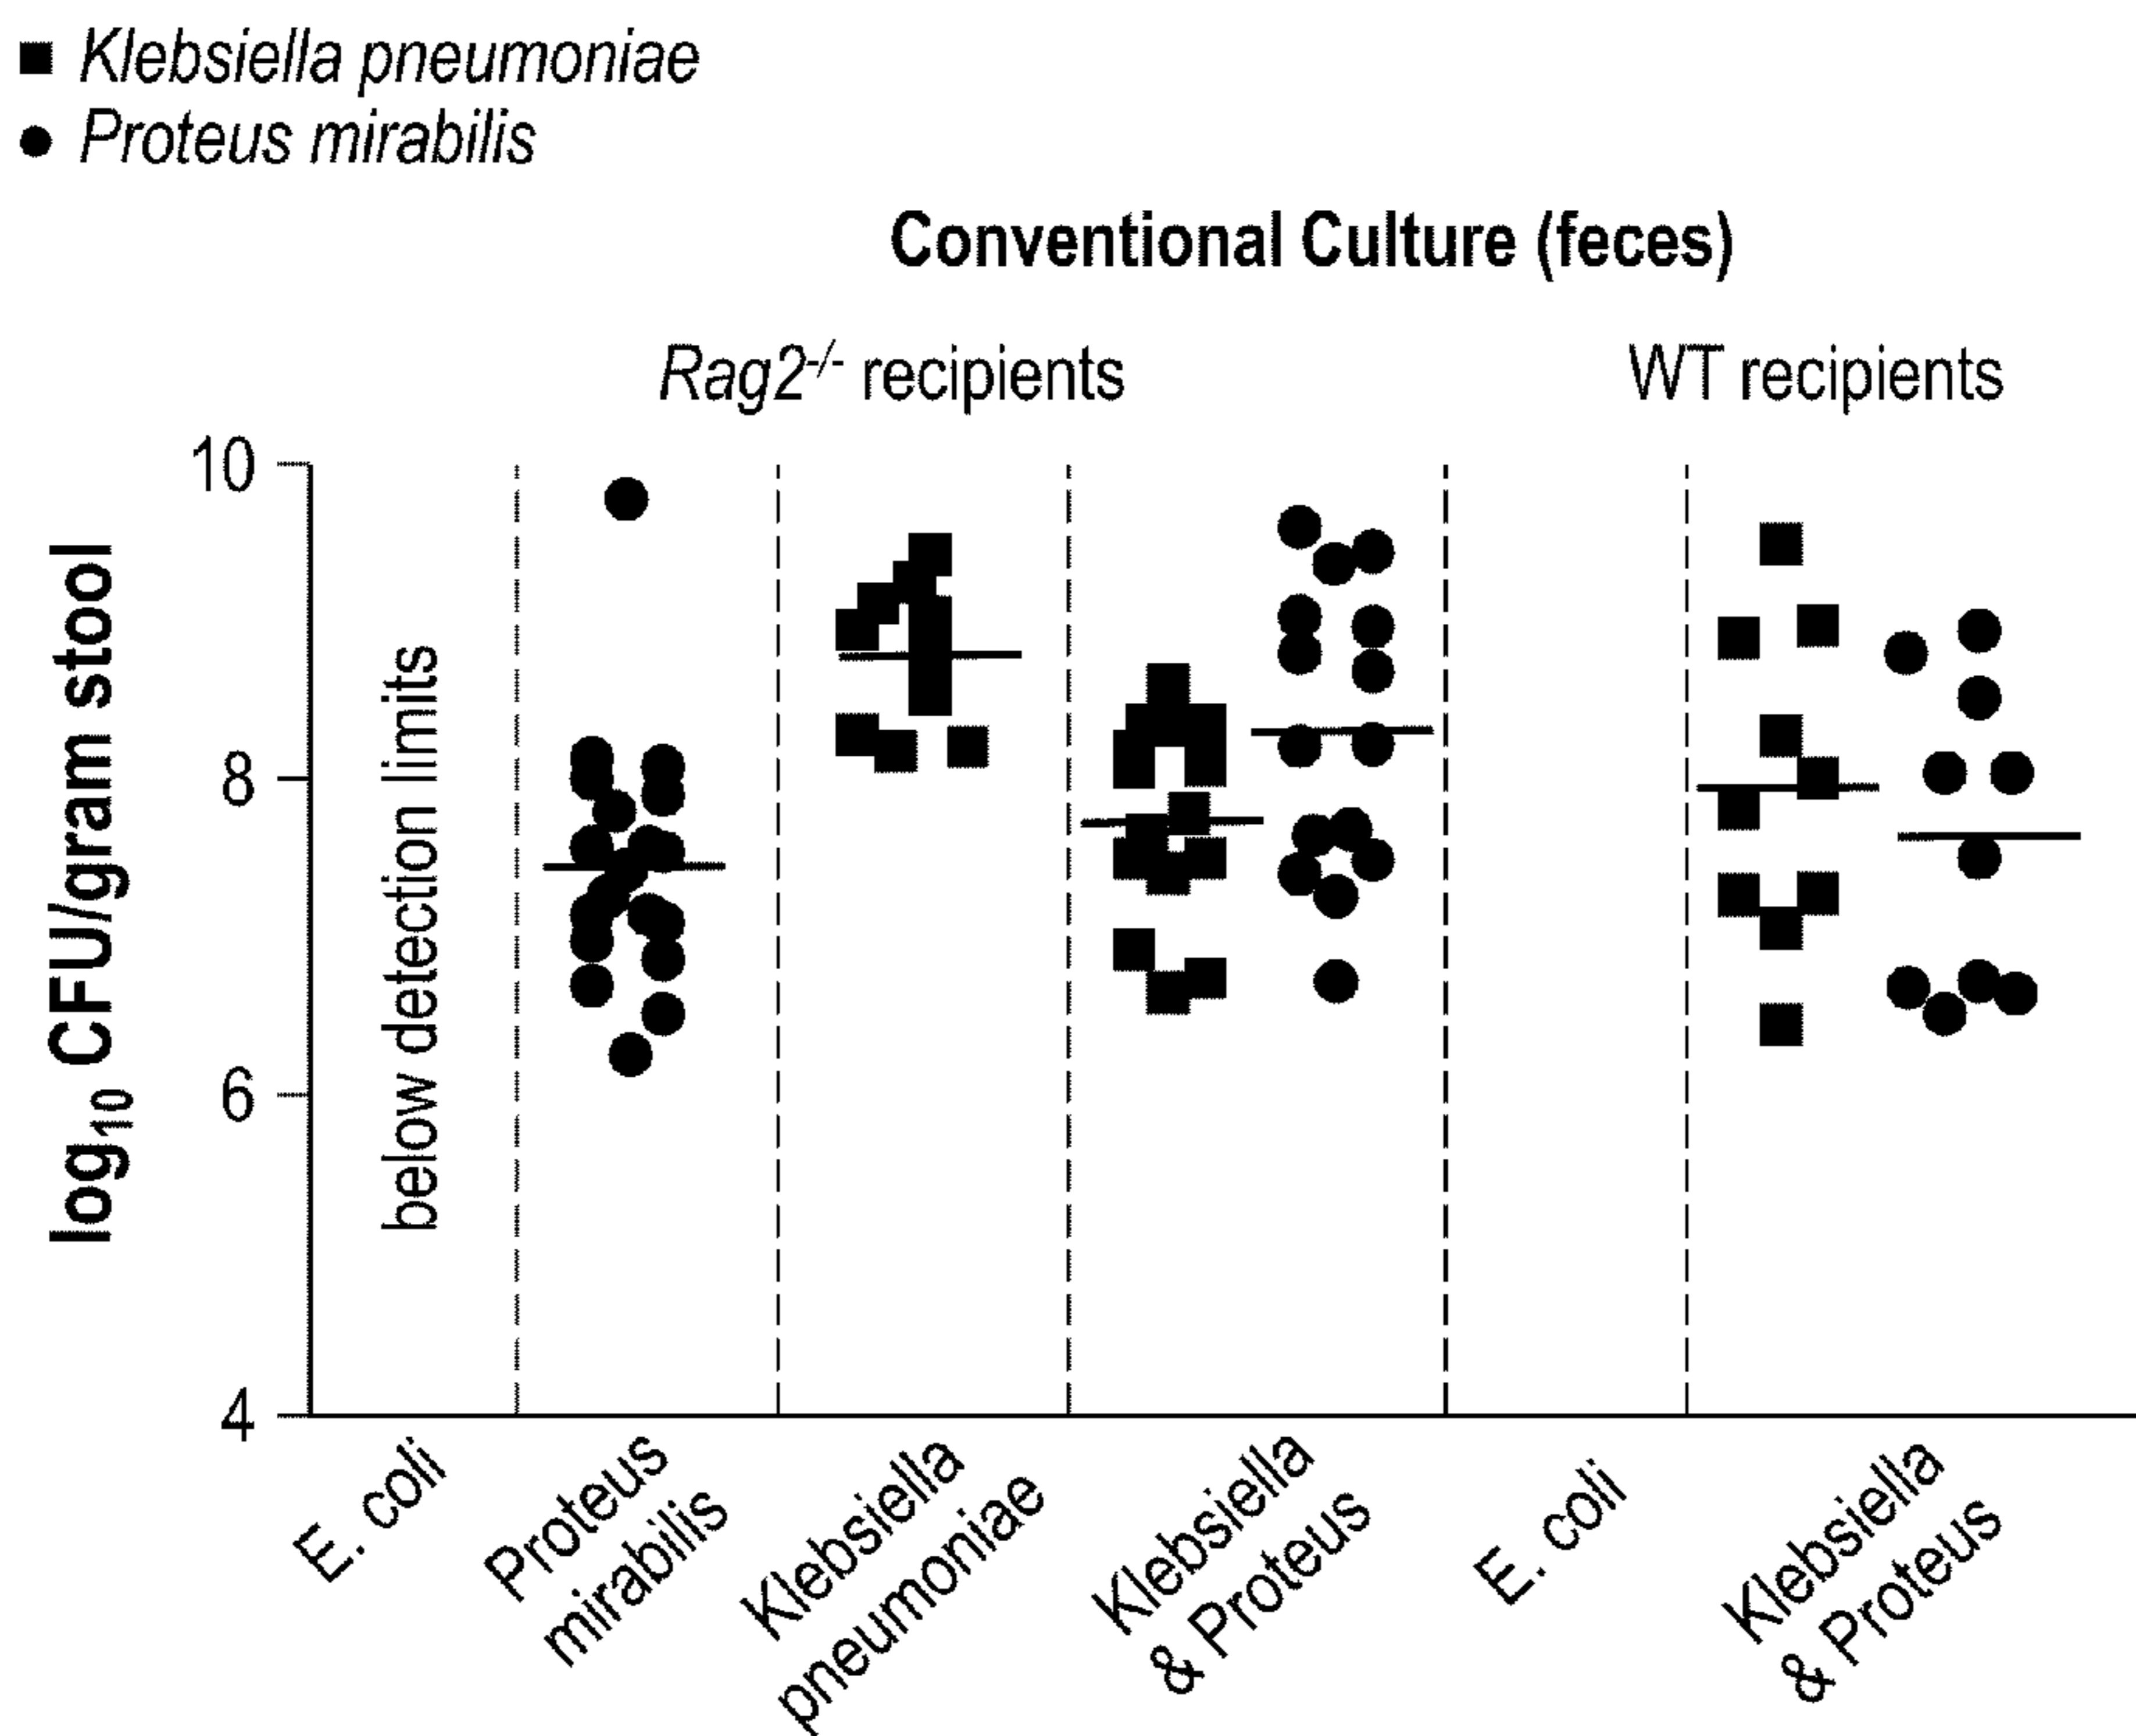 Klebsiella pneumoniae
Proteus mirabilis
Conventional Culture (feces)
Rag2-/- recipients
WT recipients
log10 CFU/gram stool
10
8
6
4
below detection limits
E. coli
Proteus
mirabilis
Klebsiella
pneumoniae
Klebsiella
& Proteus
E. coli
Klebsiella
& Proteus